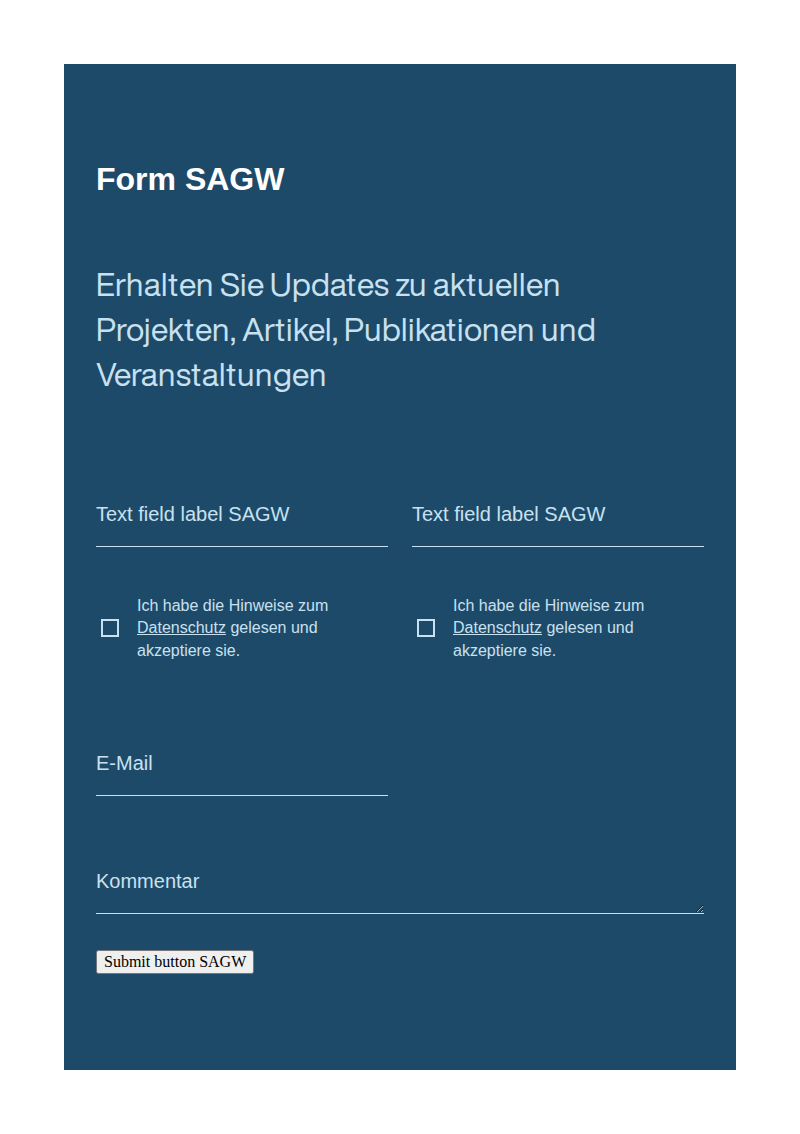 Form SAGW
Erhalten Sie Updates zu aktuellen
Projekten, Artikel, Publikationen und
Veranstaltungen
Text field label SAGW
Text field label SAGW
Ich habe die Hinweise zum
Datenschutz gelesen und
akzeptiere sie.
Ich habe die Hinweise zum
Datenschutz gelesen und
akzeptiere sie.
E-Mail
Kommentar
Submit button SAGW